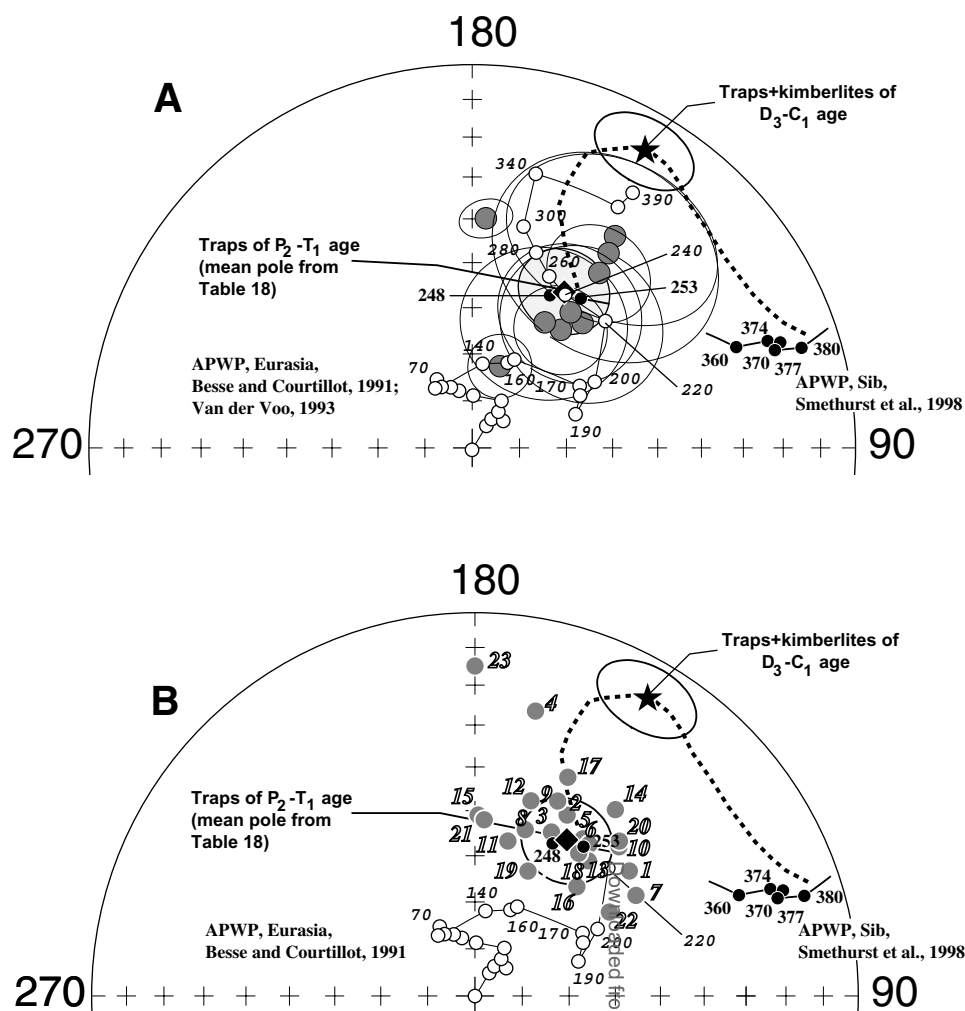 180
A
Traps+kimberlites of
D3-C1 age
340
390
300
Traps of P2 -T1 age
(mean pole from
Table 18)
280
260
240
248
253
374
360
370
377
380
140
70
160
170
200
220
190
APWP, Eurasia,
Besse and Courtillot, 1991;
Van der Voo, 1993
APWP, Sib,
Smethurst et al., 1998
270
90
180
B
23
Traps+kimberlites of
D3-C1 age
4
17
Traps of P2-T1 age
(mean pole from
Table 18)
15
12
9
2
14
21
8
3
5
6
20
11
248
253
10
19
18
13
1
16
7
22
374
360
370
377
380
140
70
160
170
200
220
190
APWP, Eurasia,
Besse and Courtillot, 1991
APWP, Sib,
Smethurst et al., 1998
Downloaded fro
270
90